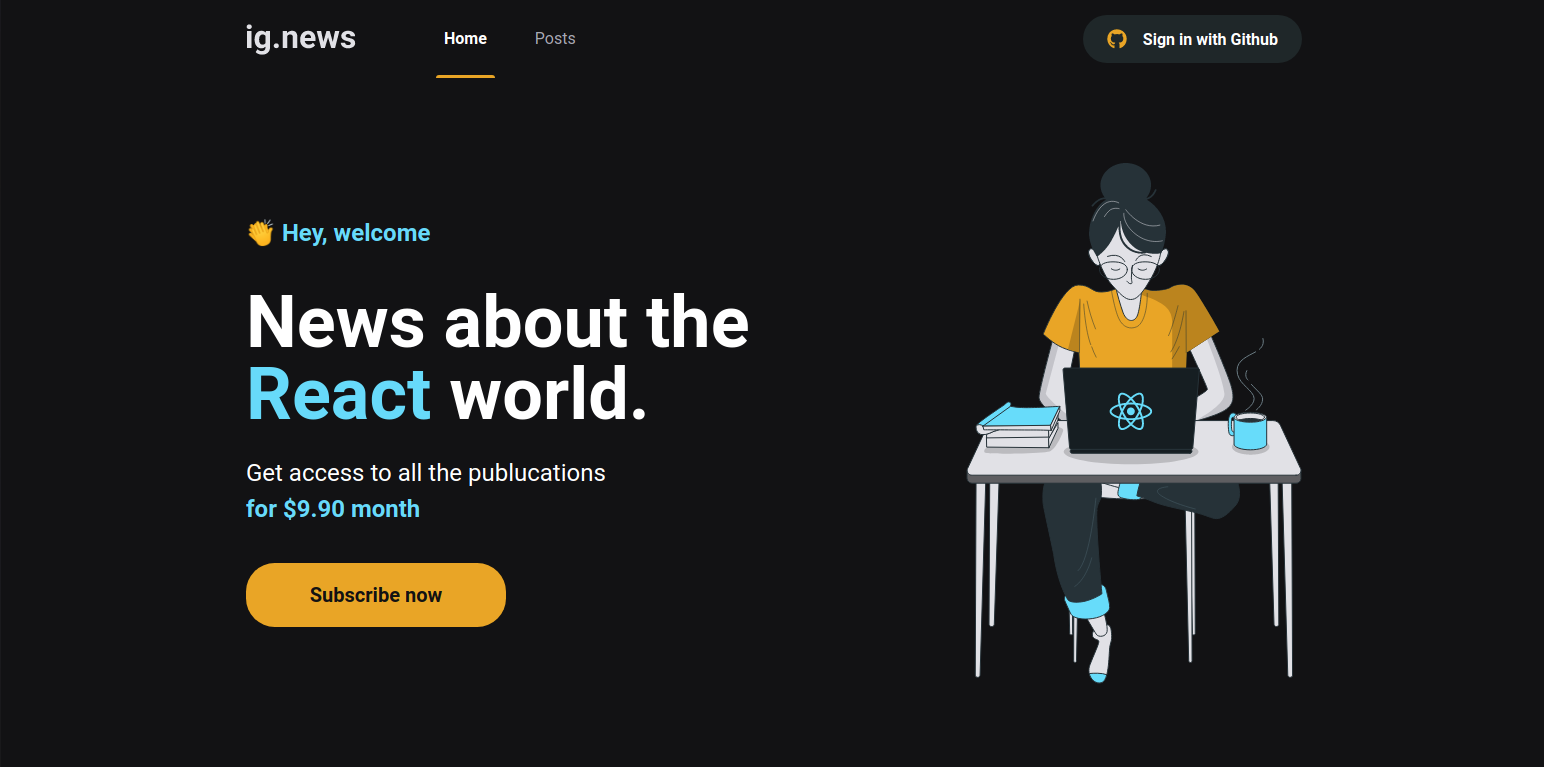 ig.news
Home
Posts
Sign in with Github
👏 Hey, welcome
News about the
React world.
Get access to all the publucations
for $9.90 month
Subscribe now